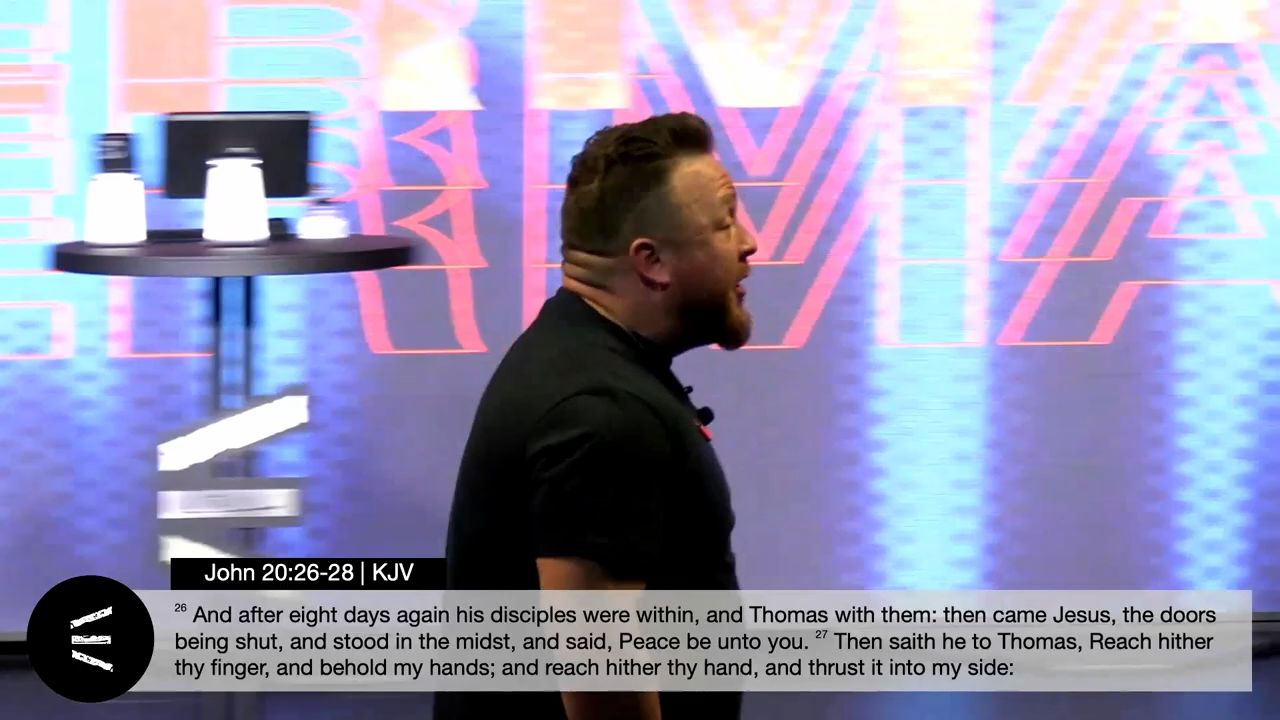 RMA
John 20:26-28 | KJV
26 And after eight days again his disciples were within, and Thomas with them: then came Jesus, the doors
being shut, and stood in the midst, and said, Peace be unto you. 27 Then saith he to Thomas, Reach hither
thy finger, and behold my hands; and reach hither thy hand, and thrust it into my side: